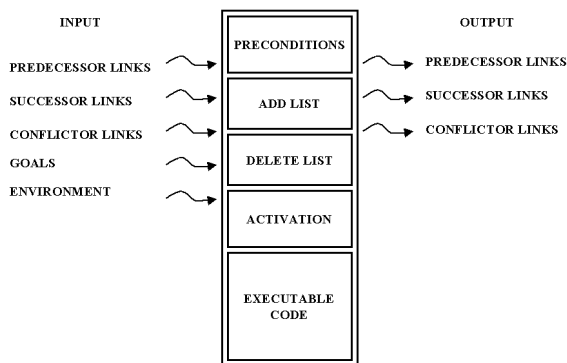 INPUT
PREDECESSOR LINKS
SUCCESSOR LINKS
CONFLICTOR LINKS
GOALS
ENVIRONMENT
PRECONDITIONS
ADD LIST
DELETE LIST
ACTIVATION
EXECUTABLE
CODE
OUTPUT
PREDECESSOR LINKS
SUCCESSOR LINKS
CONFLICTOR LINKS